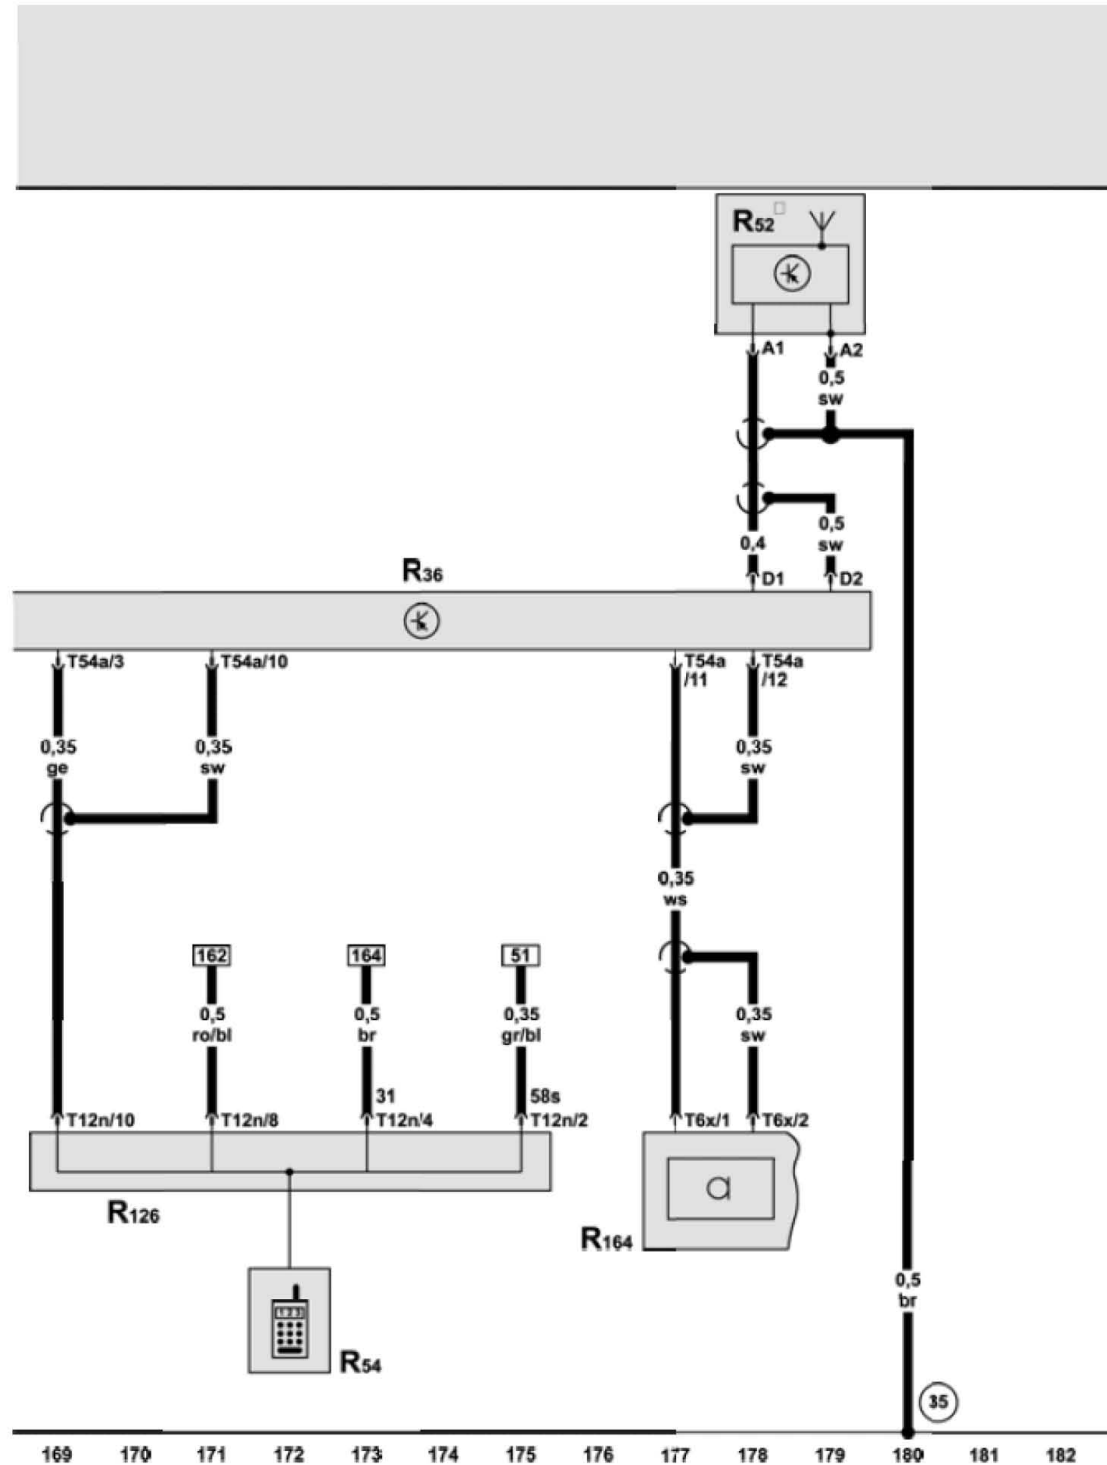 R52
A1
A2
0,5
sw
0,5
0,4
sw
R36
D1
D2
T54a/3
T54a/10
T54a
/11
T54a
/12
0,35
ge
0,35
sw
0,35
sw
0,35
ws
162
164
51
0,5
ro/bl
0,5
br
0,35
gr/bl
0,35
sw
31
58s
T12n/10
T12n/8
T12n/4
T12n/2
T6x/1
T6x/2
R126
R164
0,5
br
123
R54
35
169 170 171 172 173 174 175 176 177 178 179 180 181 182